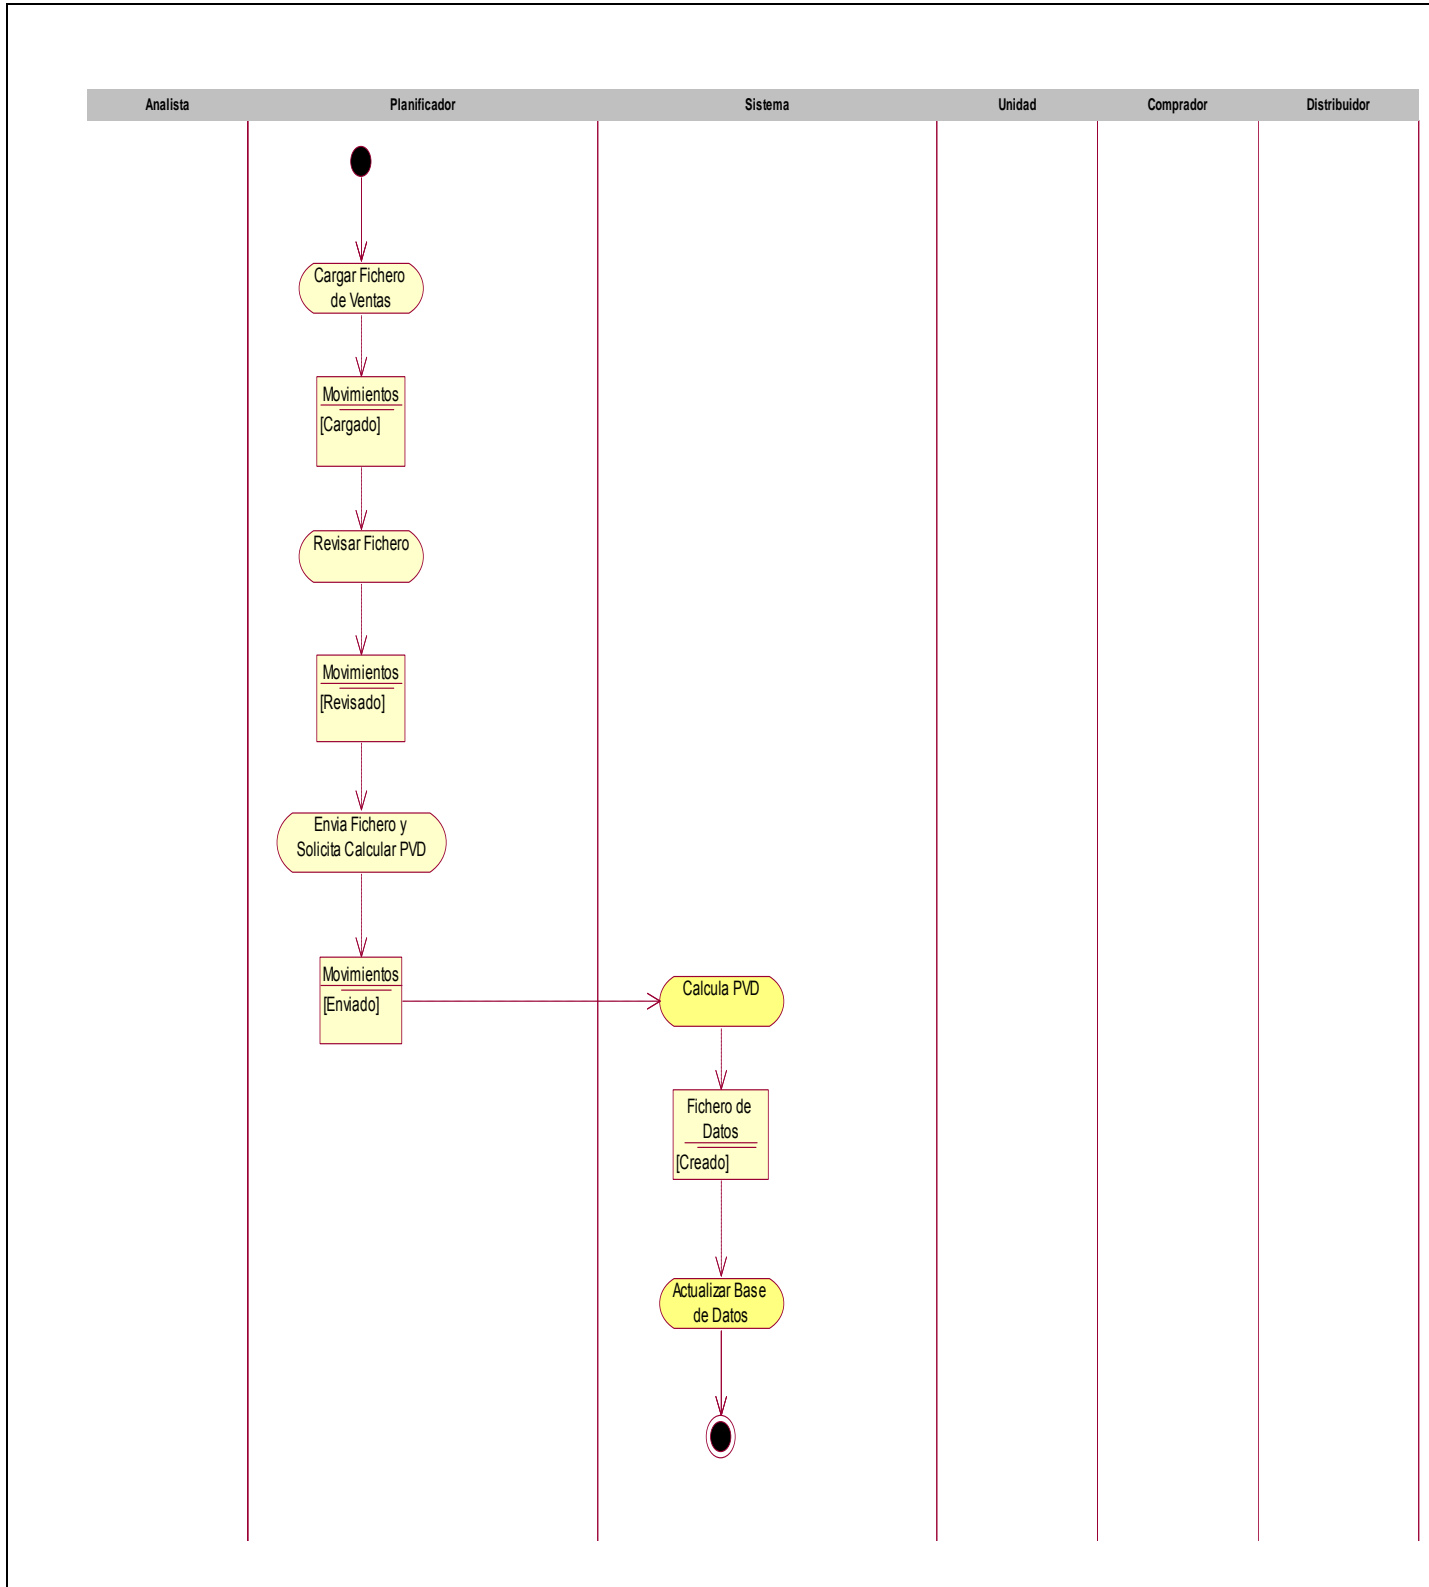 Analista Planificador Sistema Unidad Comprador Distribuidor
Cargar Fichero
de Ventas
Movimientos
[Cargado]
Revisar Fichero
Movimientos
[Revisado]
Envia Fichero y
Solicita Calcular PVD
Movimientos
[Enviado]
Calcula PVD
Fichero de
Datos
[Creado]
Actualizar Base
de Datos